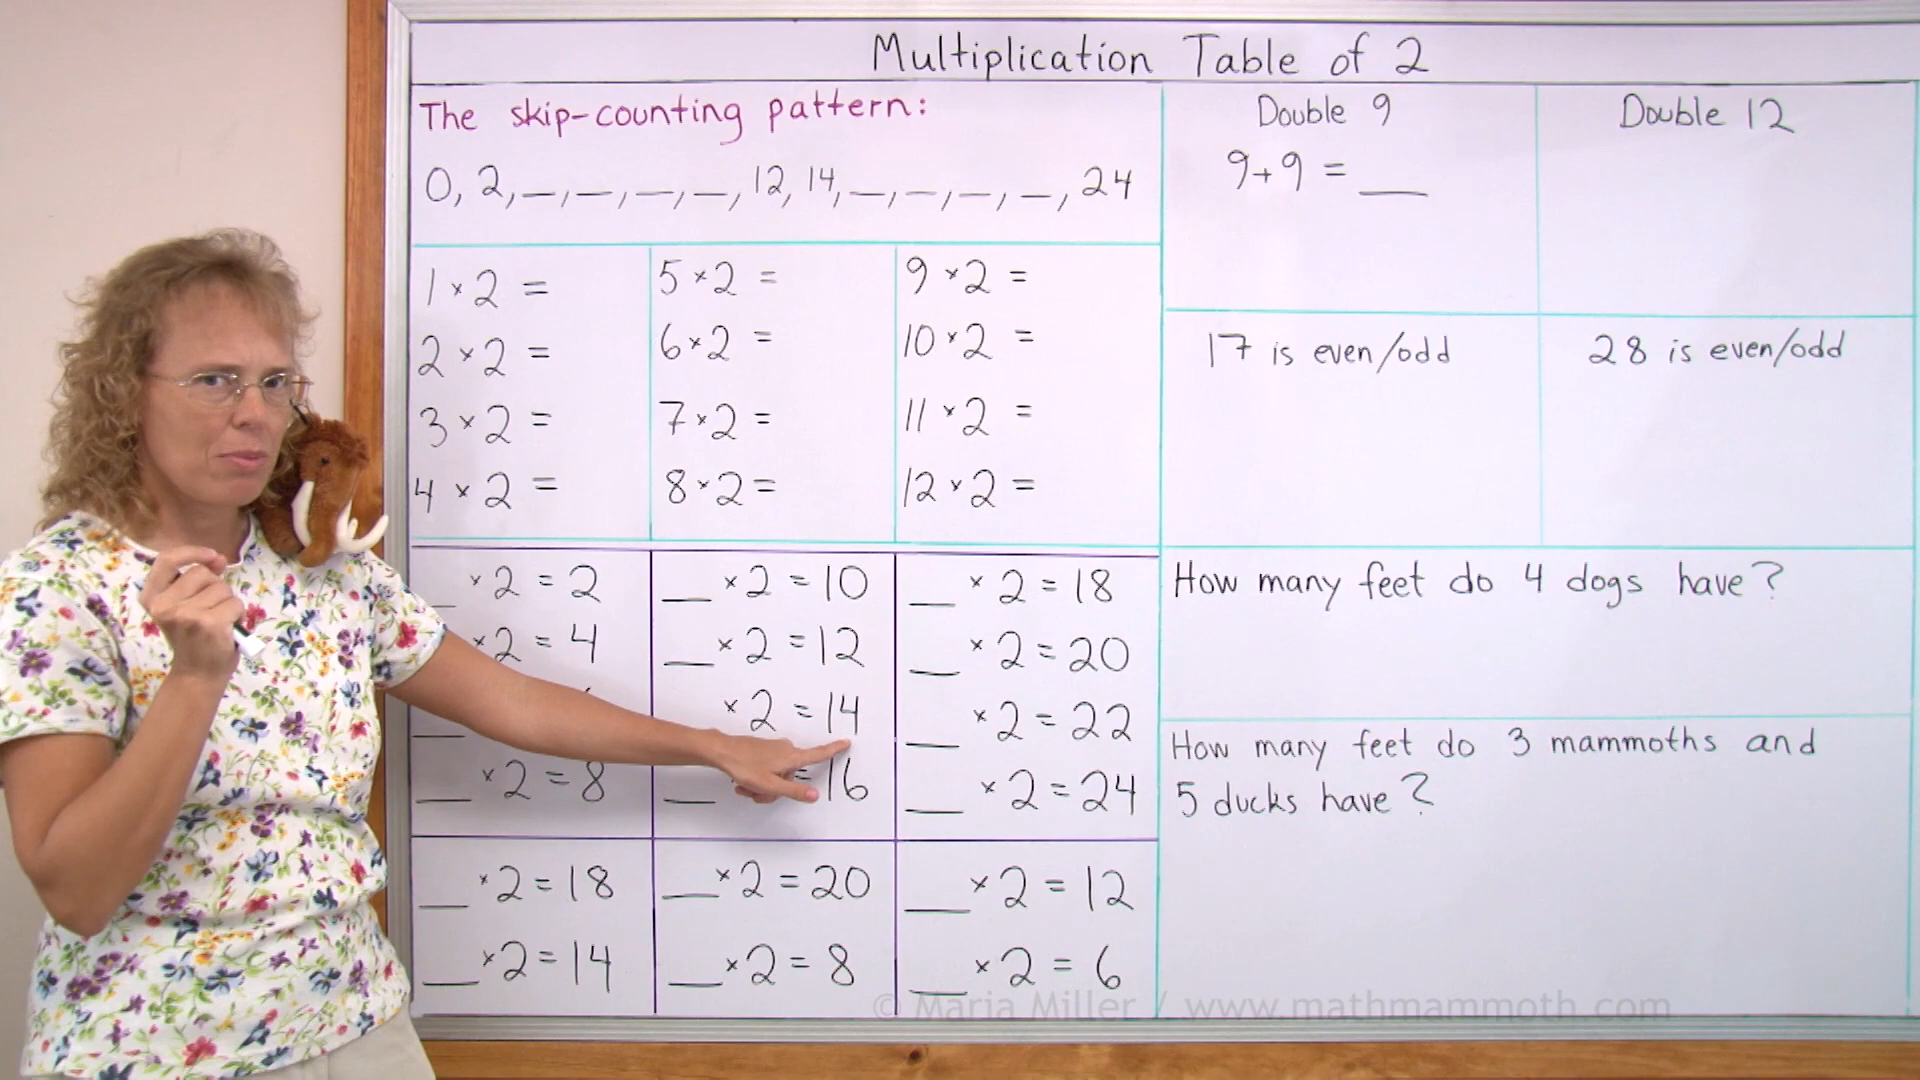 Multiplication Table of 2
The skip-counting pattern:
0, 2, __, __, __, __, 12, 14, __, __, __, __, 24
1 × 2 =
2 × 2 =
3 × 2 =
4 × 2 =
5 × 2 =
6 × 2 =
7 × 2 =
8 × 2 =
9 × 2 =
10 × 2 =
11 × 2 =
12 × 2 =
__ × 2 = 2
× 2 = 4
__
__ × 2 = 8
__ × 2 = 10
__ × 2 = 12
× 2 = 14
__ = 16
__ × 2 = 18
__ × 2 = 20
__ × 2 = 22
__ × 2 = 24
__ × 2 = 18
__ × 2 = 14
__ × 2 = 20
__ × 2 = 8
__ × 2 = 12
__ × 2 = 6
Double 9
9 + 9 = __
Double 12
17 is even/odd
28 is even/odd
How many feet do 4 dogs have?
How many feet do 3 mammoths and
5 ducks have?
© Maria Miller / www.mathmammoth.com